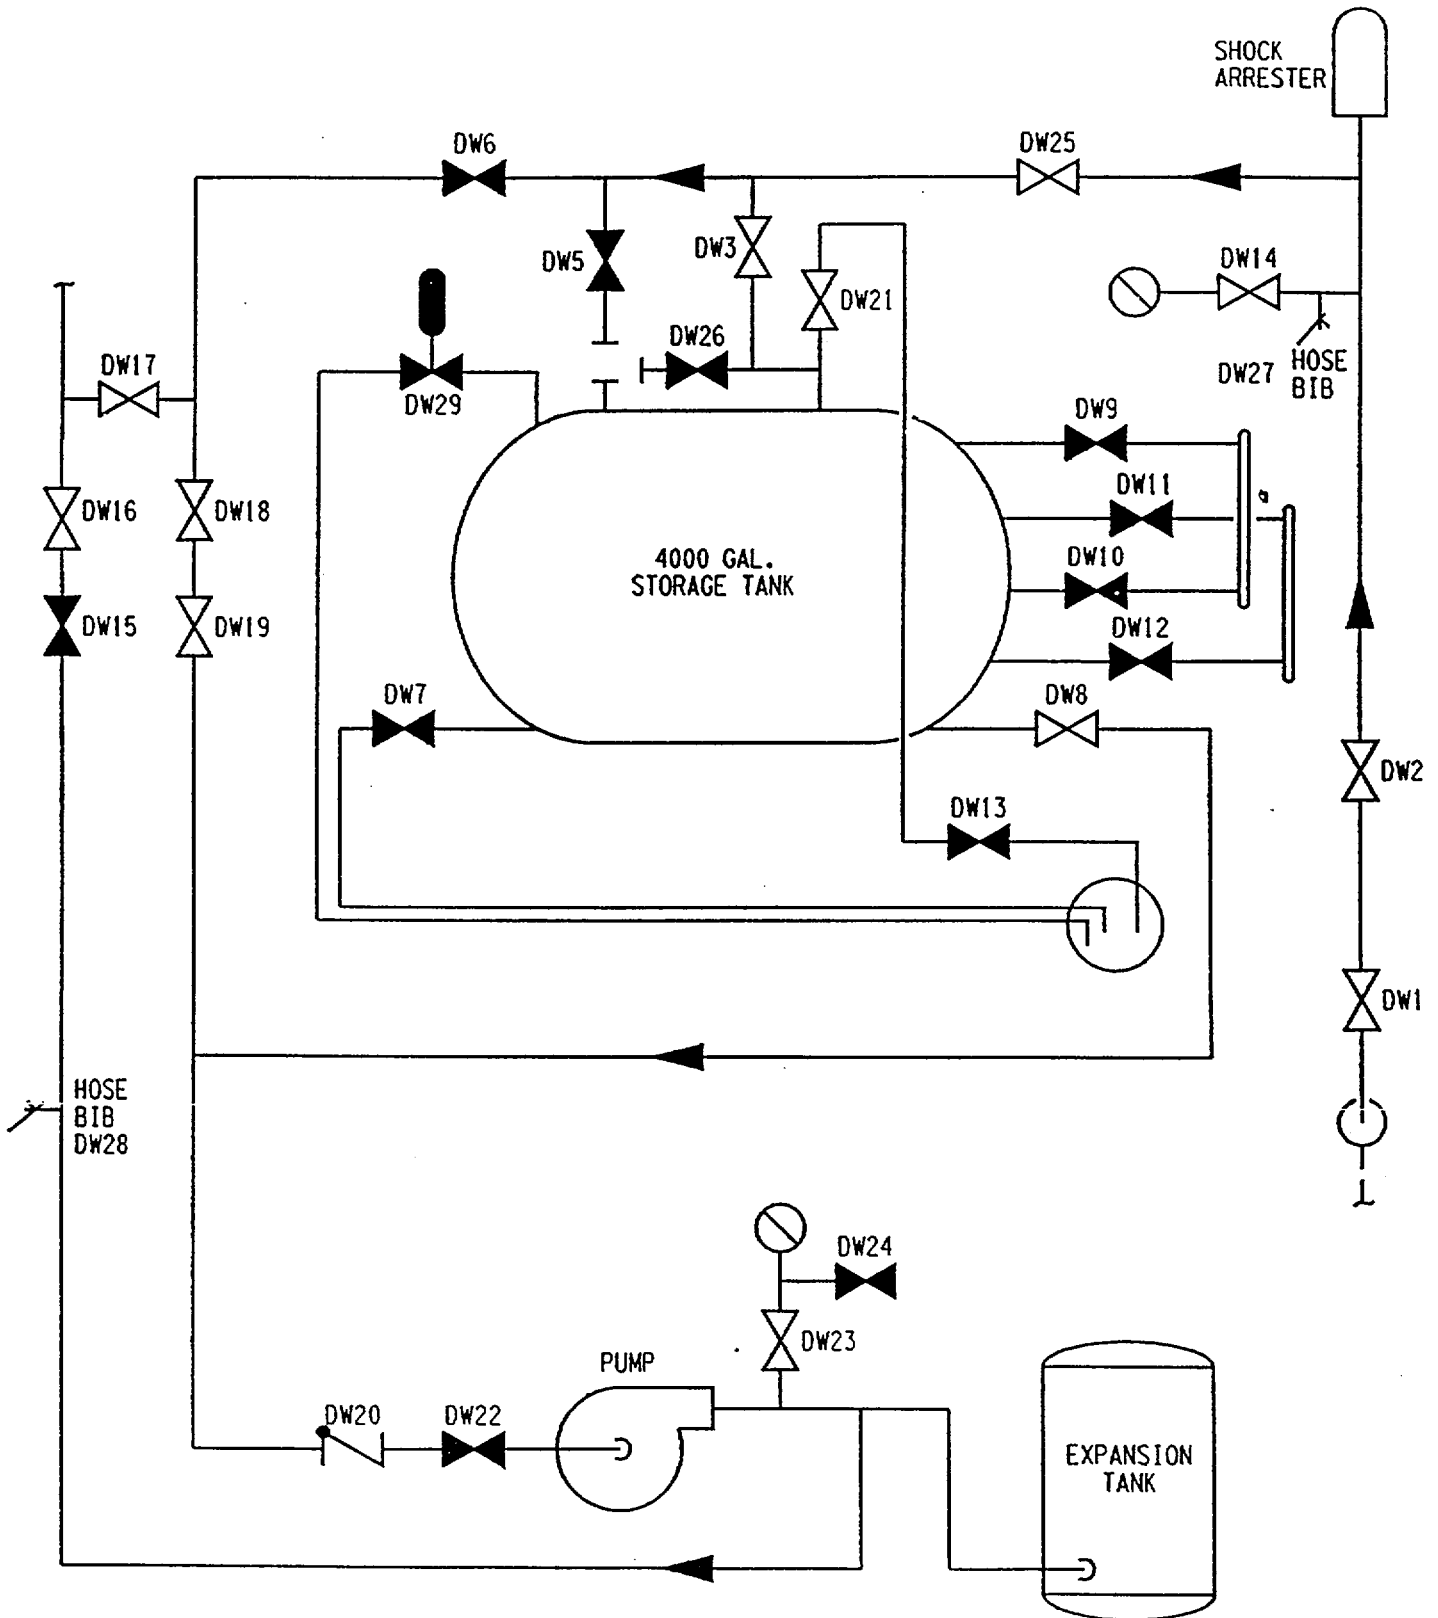 SHOCK
ARRESTER
DW6
DW25
DW5
DW3
DW14
DW21
DW26
DW17
DW29
DW27
HOSE
BIB
DW9
DW16
DW18
DW11
4000 GAL.
STORAGE TANK
DW10
DW15
DW19
DW12
DW7
DW8
DW2
DW13
DW1
HOSE
BIB
DW28
DW24
DW23
PUMP
DW20
DW22
EXPANSION
TANK